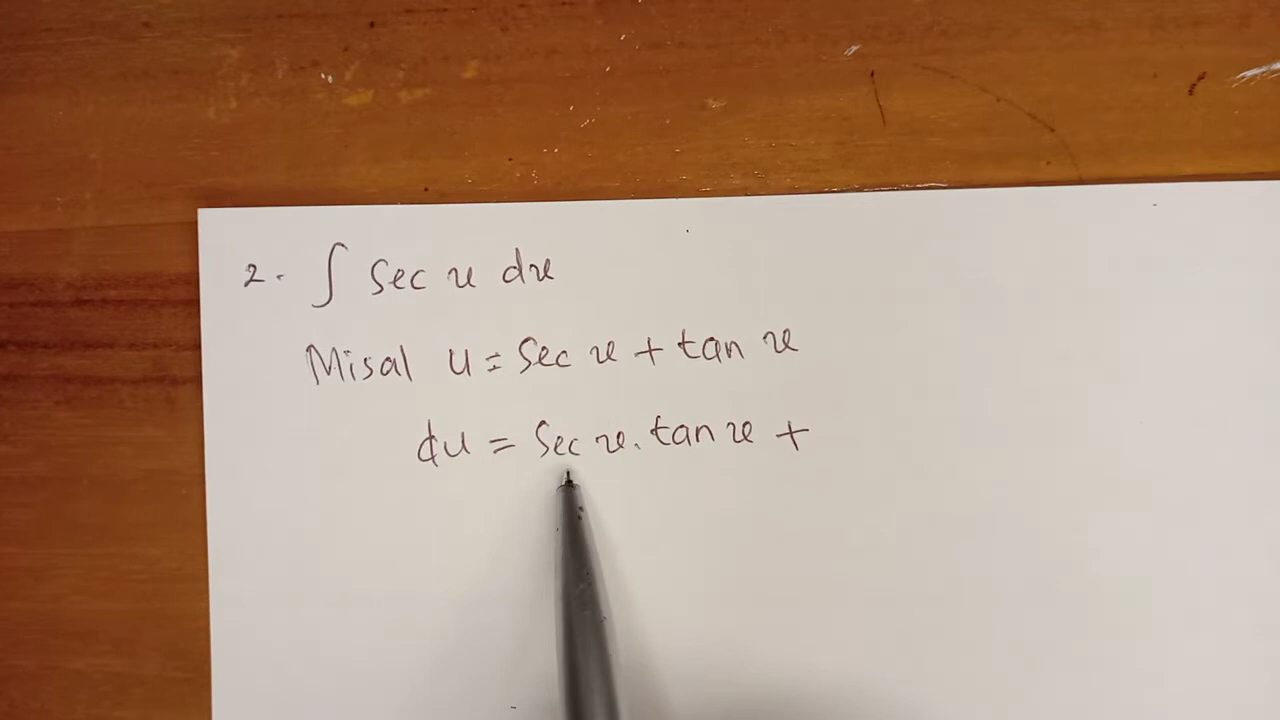 2. ∫ sec x dx
Misal u = sec x + tan x
du = sec x . tan x +